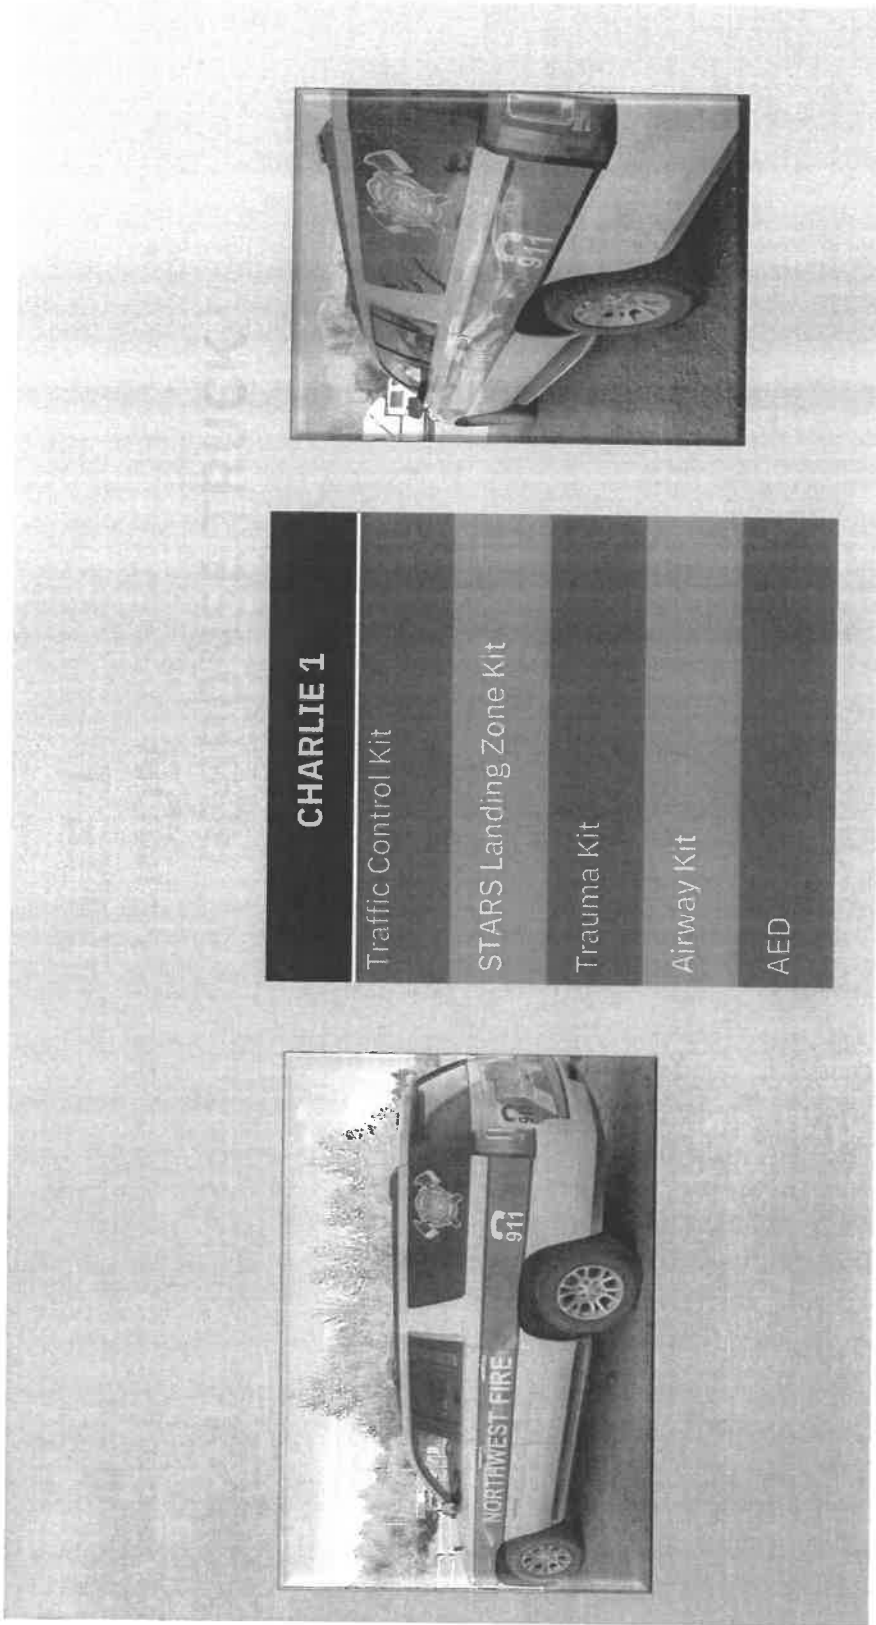 NORTHWEST FIRE
911
CHARLIE 1
Traffic Control Kit
STARS Landing Zone Kit
Trauma Kit
Airway Kit
AED
911